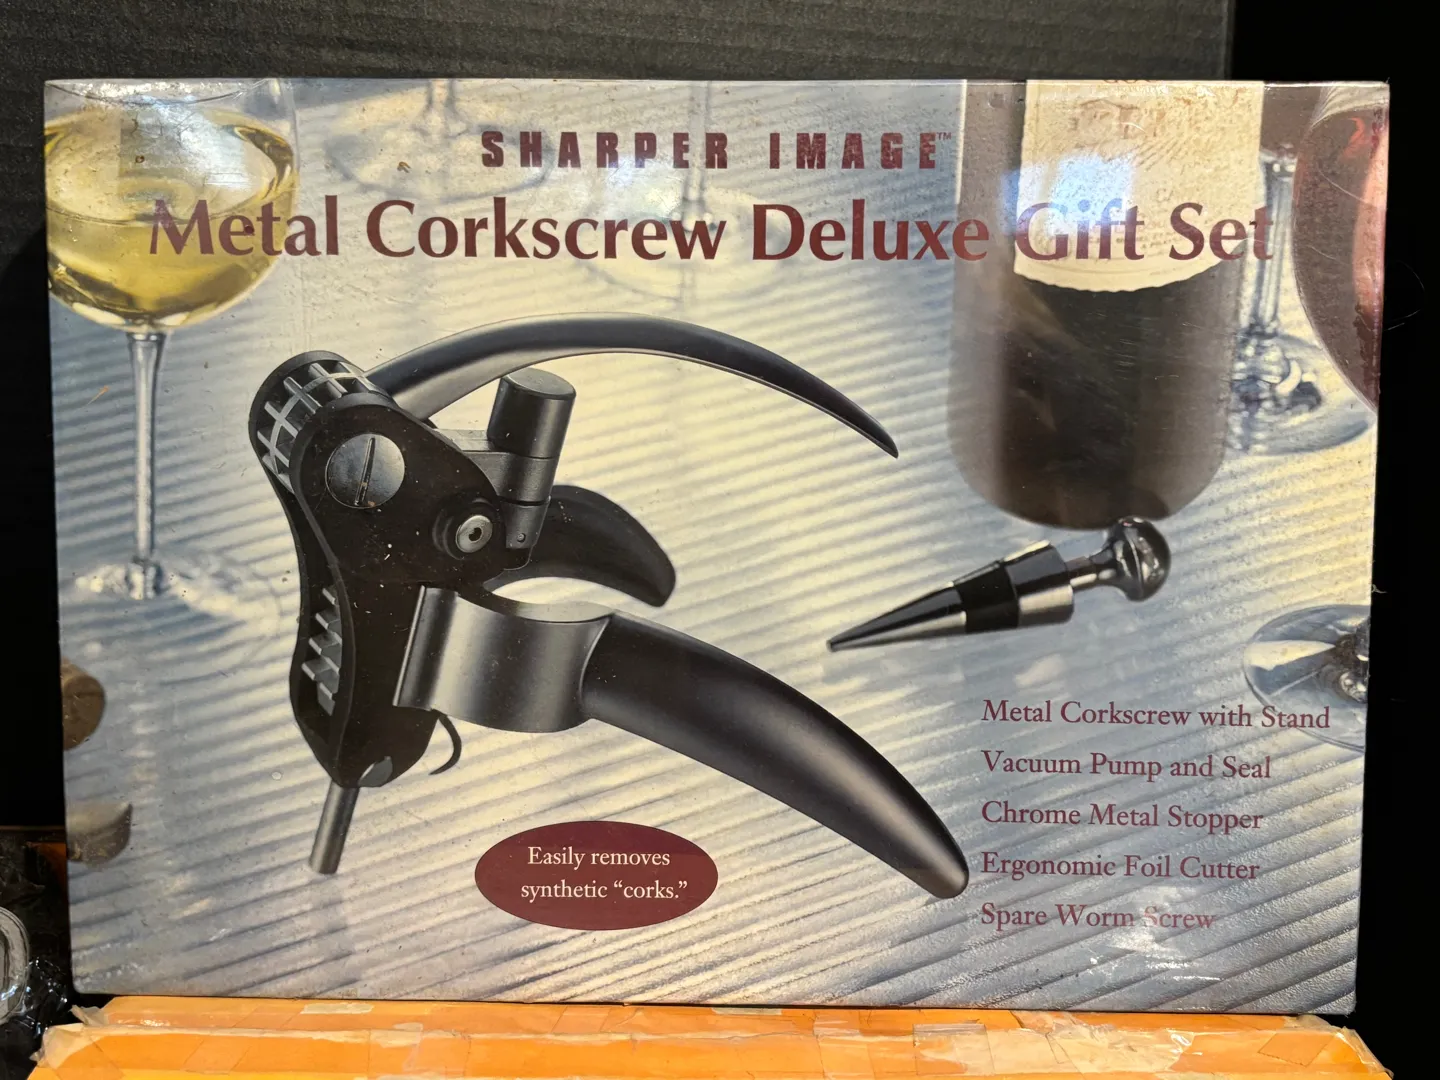 SHARPER IMAGE™
Metal Corkscrew Deluxe Gift Set
Metal Corkscrew with Stand
Vacuum Pump and Seal
Chrome Metal Stopper
Ergonomic Foil Cutter
Spare Worm Screw
Easily removes
synthetic “corks.”